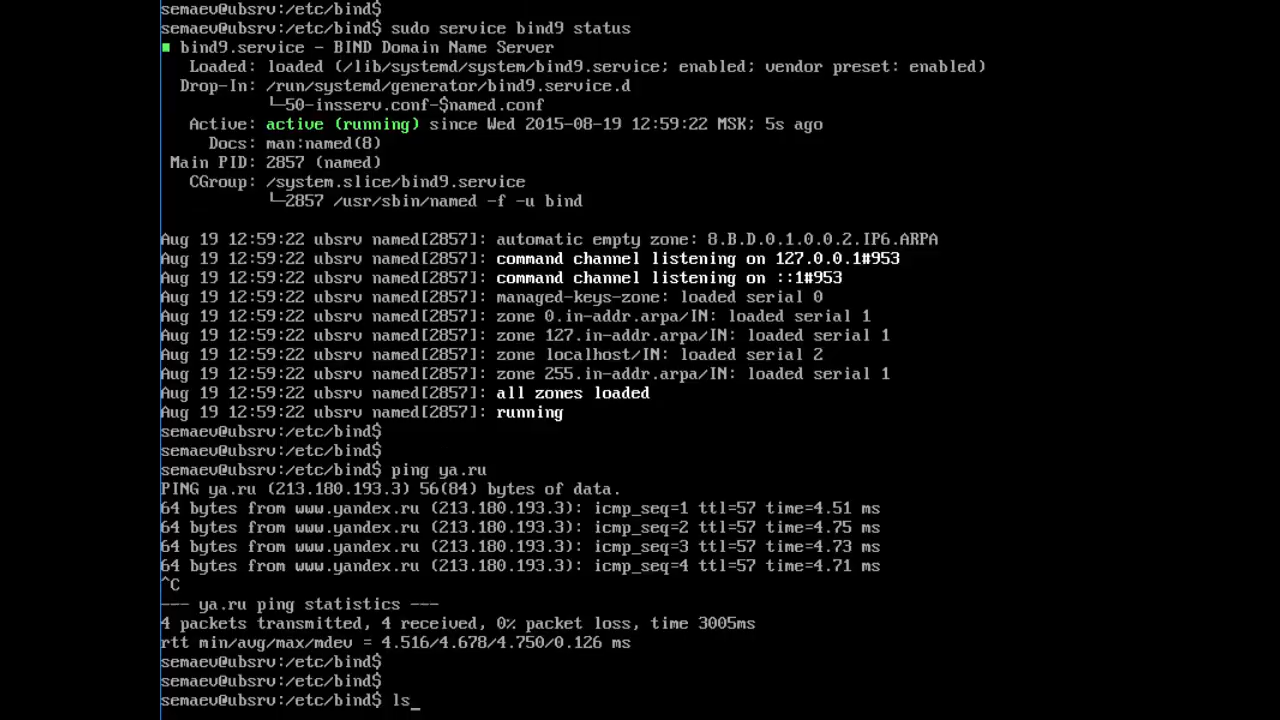 semaev@ubsrv:/etc/bind$
semaev@ubsrv:/etc/bind$ sudo service bind9 status
■ bind9.service - BIND Domain Name Server
Loaded: loaded (/lib/systemd/system/bind9.service; enabled; vendor preset: enabled)
Drop-In: /run/systemd/generator/bind9.service.d
└─50-insserv.conf-$named.conf
Active: active (running) since Wed 2015-08-19 12:59:22 MSK; 5s ago
Docs: man:named(8)
Main PID: 2857 (named)
CGroup: /system.slice/bind9.service
└─2857 /usr/sbin/named -f -u bind
Aug 19 12:59:22 ubsrv named[2857]: automatic empty zone: 8.B.D.0.1.0.0.2.IP6.ARPA
Aug 19 12:59:22 ubsrv named[2857]: command channel listening on 127.0.0.1#953
Aug 19 12:59:22 ubsrv named[2857]: command channel listening on ::1#953
Aug 19 12:59:22 ubsrv named[2857]: managed-keys-zone: loaded serial 0
Aug 19 12:59:22 ubsrv named[2857]: zone 0.in-addr.arpa/IN: loaded serial 1
Aug 19 12:59:22 ubsrv named[2857]: zone 127.in-addr.arpa/IN: loaded serial 1
Aug 19 12:59:22 ubsrv named[2857]: zone localhost/IN: loaded serial 2
Aug 19 12:59:22 ubsrv named[2857]: zone 255.in-addr.arpa/IN: loaded serial 1
Aug 19 12:59:22 ubsrv named[2857]: all zones loaded
Aug 19 12:59:22 ubsrv named[2857]: running
semaev@ubsrv:/etc/bind$
semaev@ubsrv:/etc/bind$
semaev@ubsrv:/etc/bind$ ping ya.ru
PING ya.ru (213.180.193.3) 56(84) bytes of data.
64 bytes from www.yandex.ru (213.180.193.3): icmp_seq=1 ttl=57 time=4.51 ms
64 bytes from www.yandex.ru (213.180.193.3): icmp_seq=2 ttl=57 time=4.75 ms
64 bytes from www.yandex.ru (213.180.193.3): icmp_seq=3 ttl=57 time=4.73 ms
64 bytes from www.yandex.ru (213.180.193.3): icmp_seq=4 ttl=57 time=4.71 ms
^C
--- ya.ru ping statistics ---
4 packets transmitted, 4 received, 0% packet loss, time 3005ms
rtt min/avg/max/mdev = 4.516/4.678/4.750/0.126 ms
semaev@ubsrv:/etc/bind$
semaev@ubsrv:/etc/bind$
semaev@ubsrv:/etc/bind$ ls_